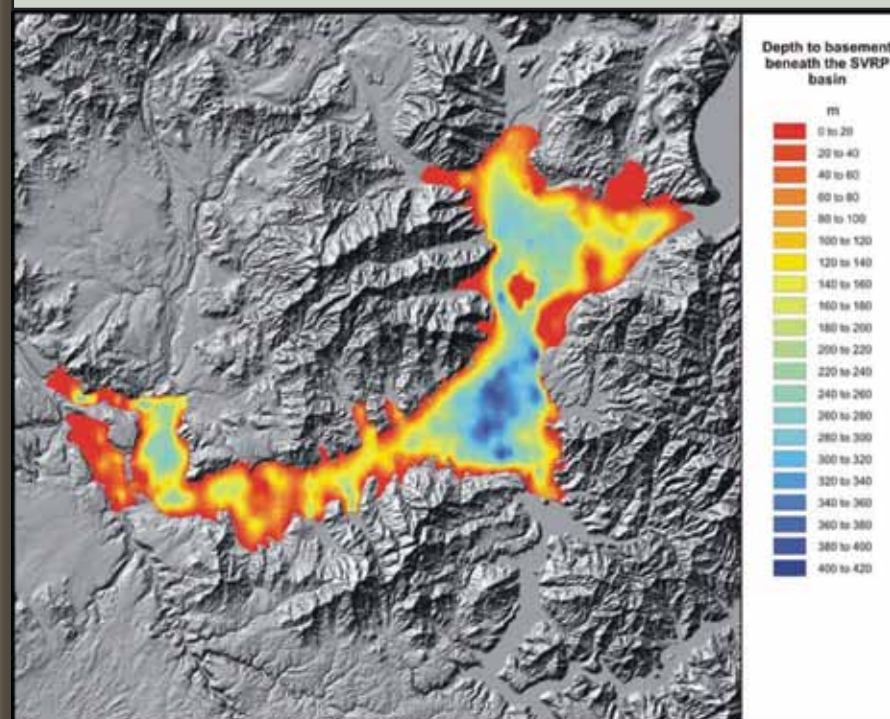 Depth to basement
beneath the SVRP
basin
m
0 to 20
20 to 40
40 to 60
60 to 80
80 to 100
100 to 120
120 to 140
140 to 160
160 to 180
180 to 200
200 to 220
220 to 240
240 to 260
260 to 280
280 to 300
300 to 320
320 to 340
340 to 360
360 to 380
380 to 400
400 to 420